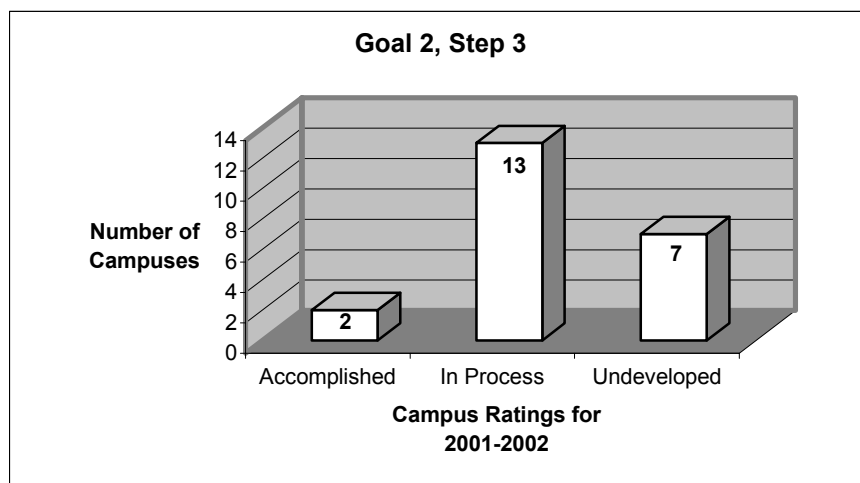 Goal 2, Step 3
14
12
10
8
6
4
2
0
Number of
Campuses
2
13
7
Accomplished
In Process
Undeveloped
Campus Ratings for
2001-2002